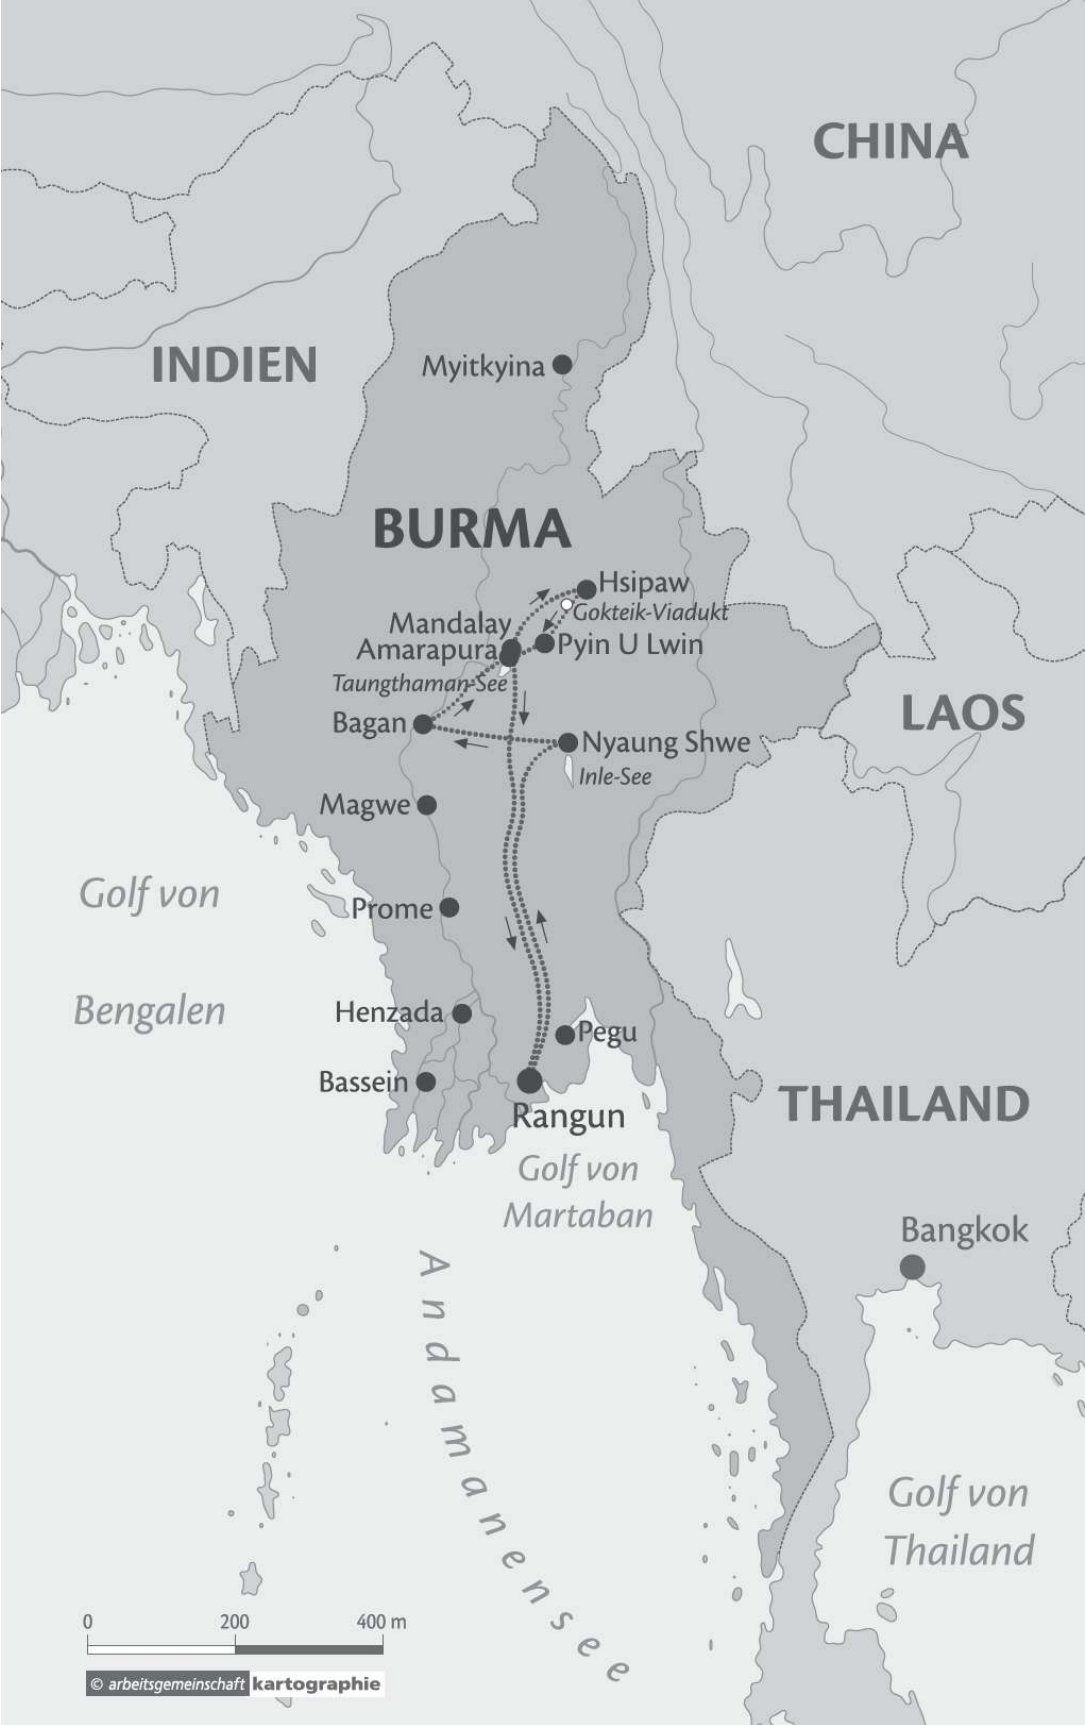 CHINA
INDIEN
Myitkyina
BURMA
Hsipaw
Gokteik-Viadukt
Mandalay
Amarapura
Pyin U Lwin
Taungthaman-See
LAOS
Bagan
Nyaung Shwe
Inle-See
Magwe
Golf von
Bengalen
Prome
Henzada
Pegu
Bassein
THAILAND
Rangun
Golf von
Martaban
Bangkok
Andamanensee
Golf von
Thailand
0 200 400 m
© arbeitsgemeinschaft kartographie